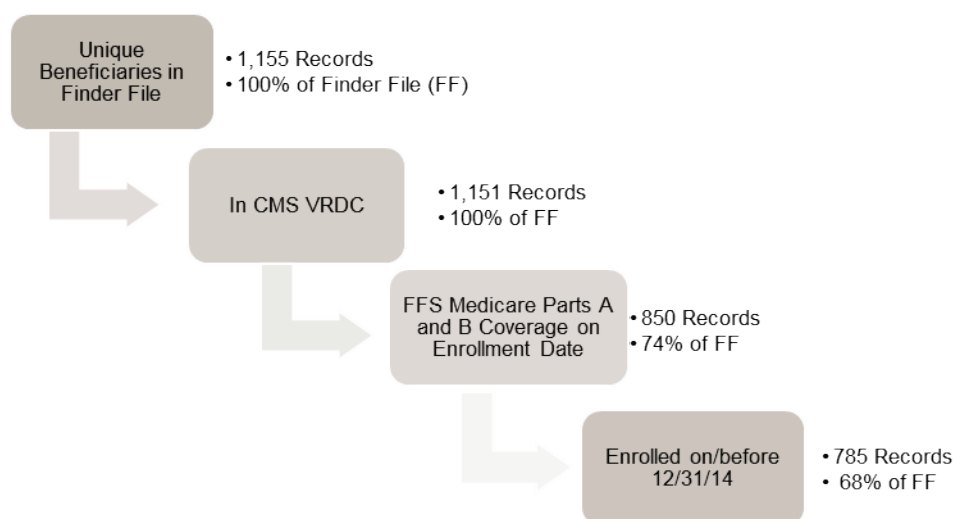 Unique
Beneficiaries in
Finder File
• 1,155 Records
• 100% of Finder File (FF)
In CMS VRDC
• 1,151 Records
• 100% of FF
FFS Medicare Parts A
and B Coverage on
Enrollment Date
• 850 Records
• 74% of FF
Enrolled on/before
12/31/14
• 785 Records
• 68% of FF